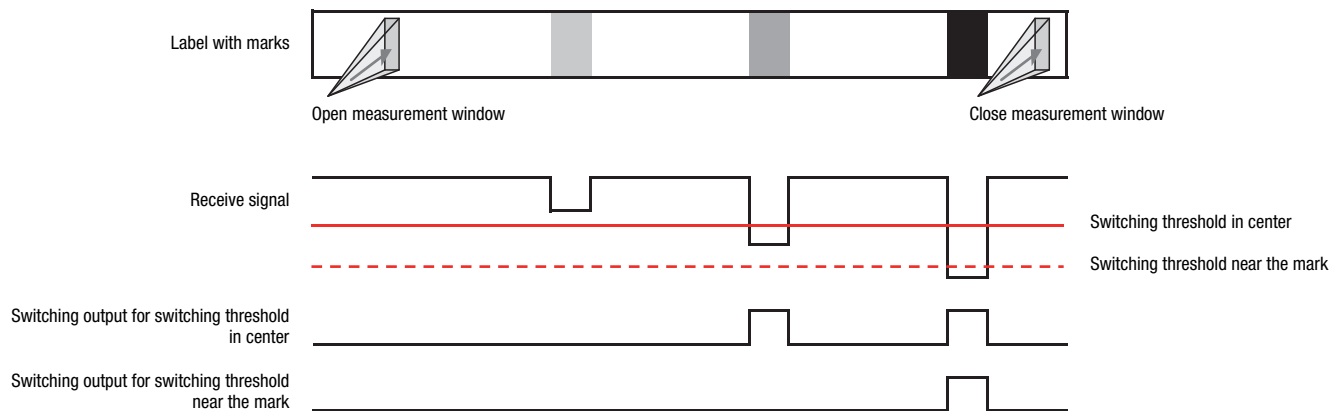 Label with marks
Open measurement window
Close measurement window
Receive signal
Switching threshold in center
Switching threshold near the mark
Switching output for switching threshold
in center
Switching output for switching threshold
near the mark